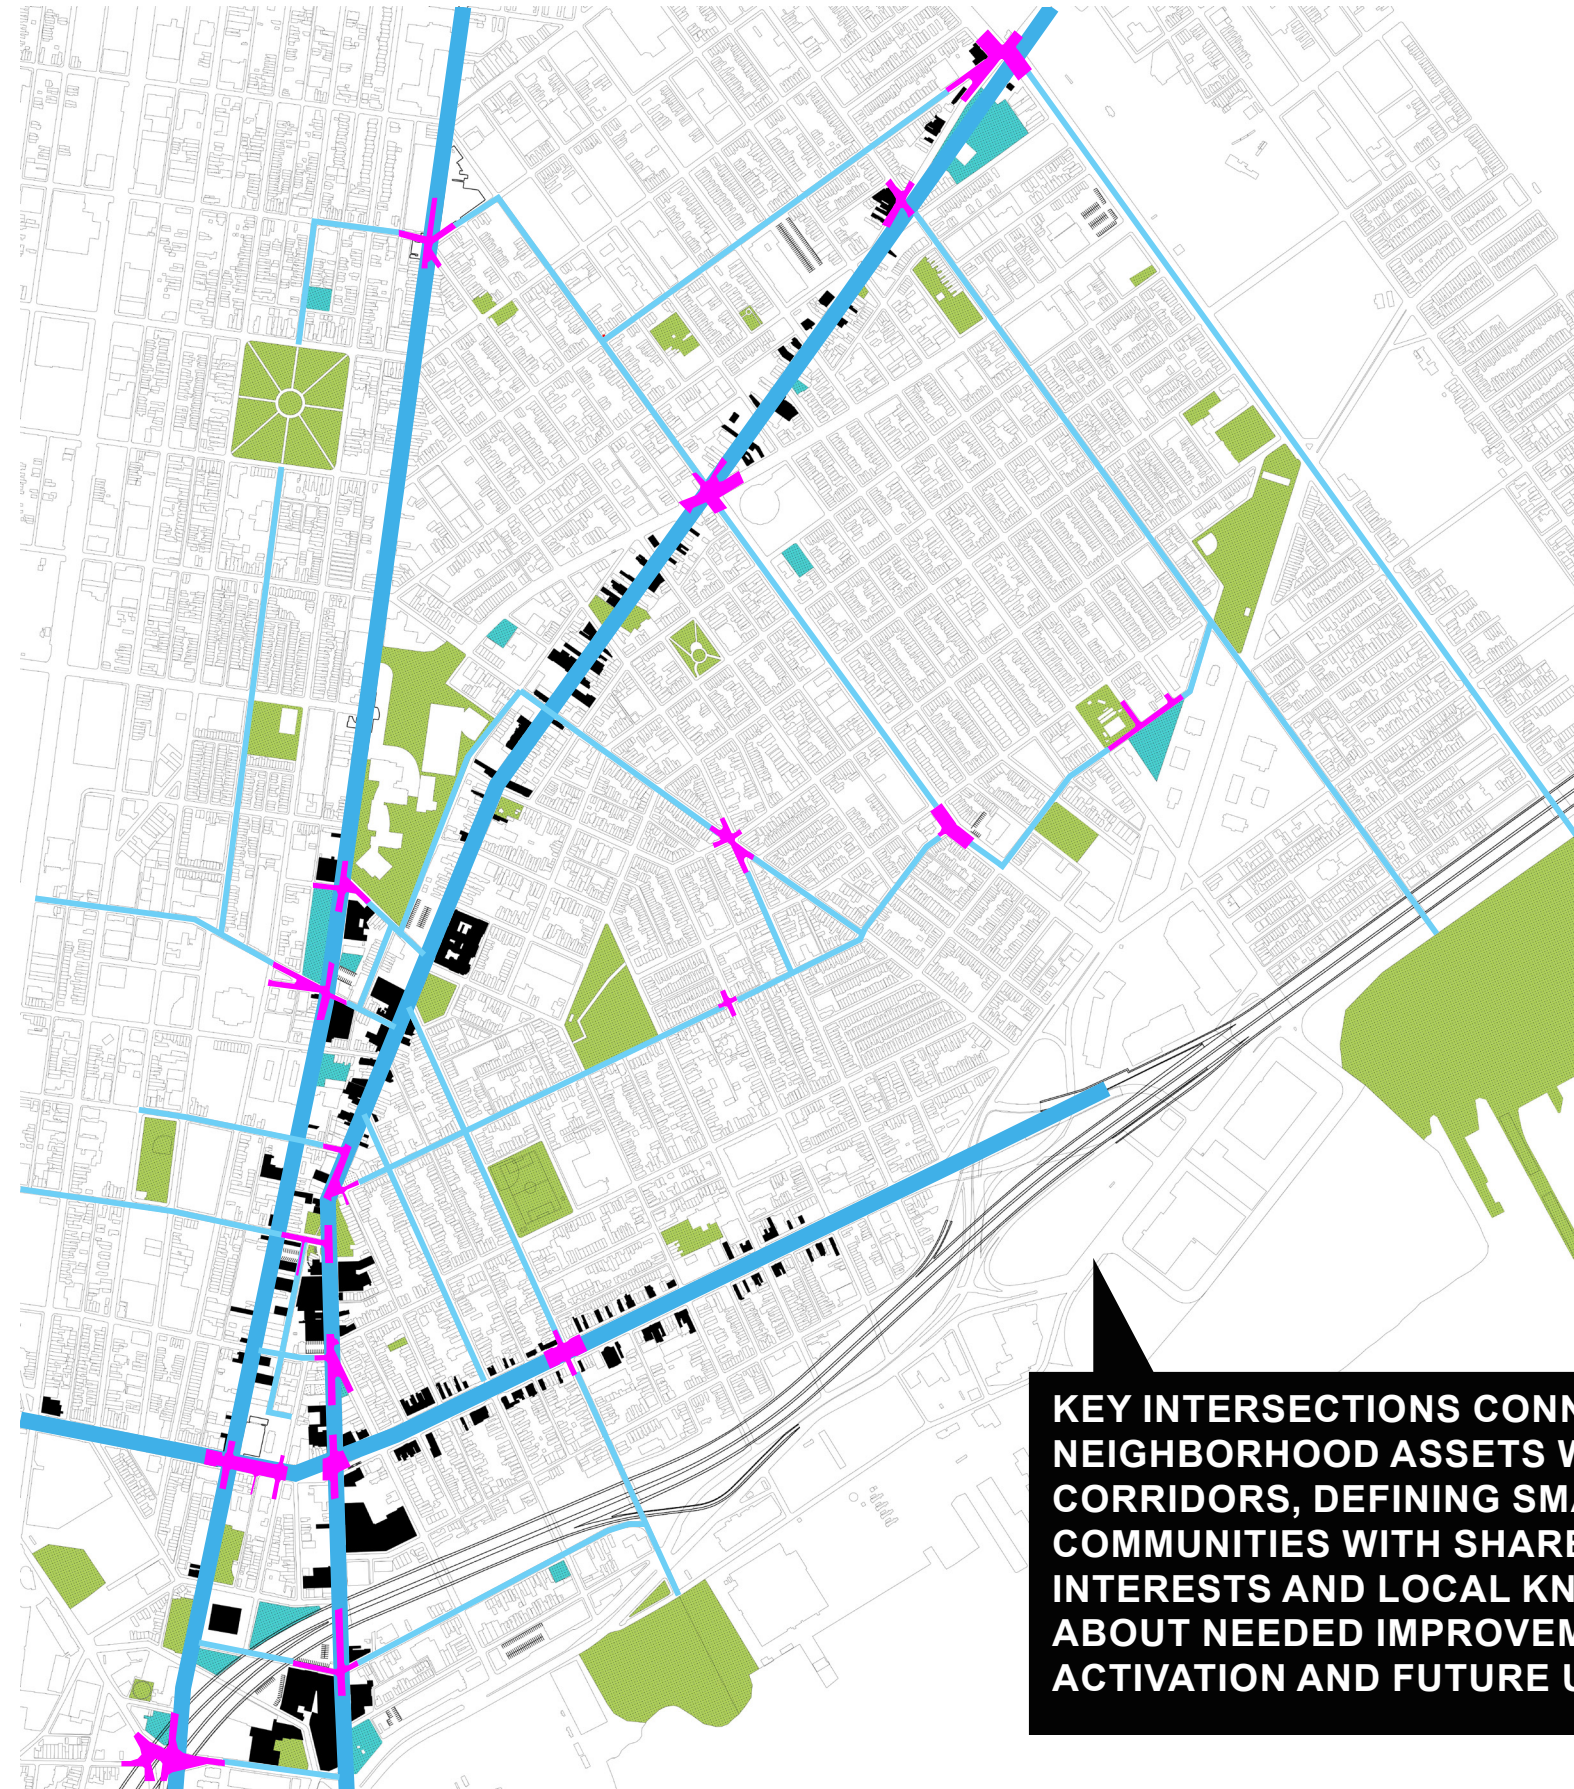 KEY INTERSECTIONS CONN
NEIGHBORHOOD ASSETS W
CORRIDORS, DEFINING SMA
COMMUNITIES WITH SHARE
INTERESTS AND LOCAL KN
ABOUT NEEDED IMPROVEM
ACTIVATION AND FUTURE U